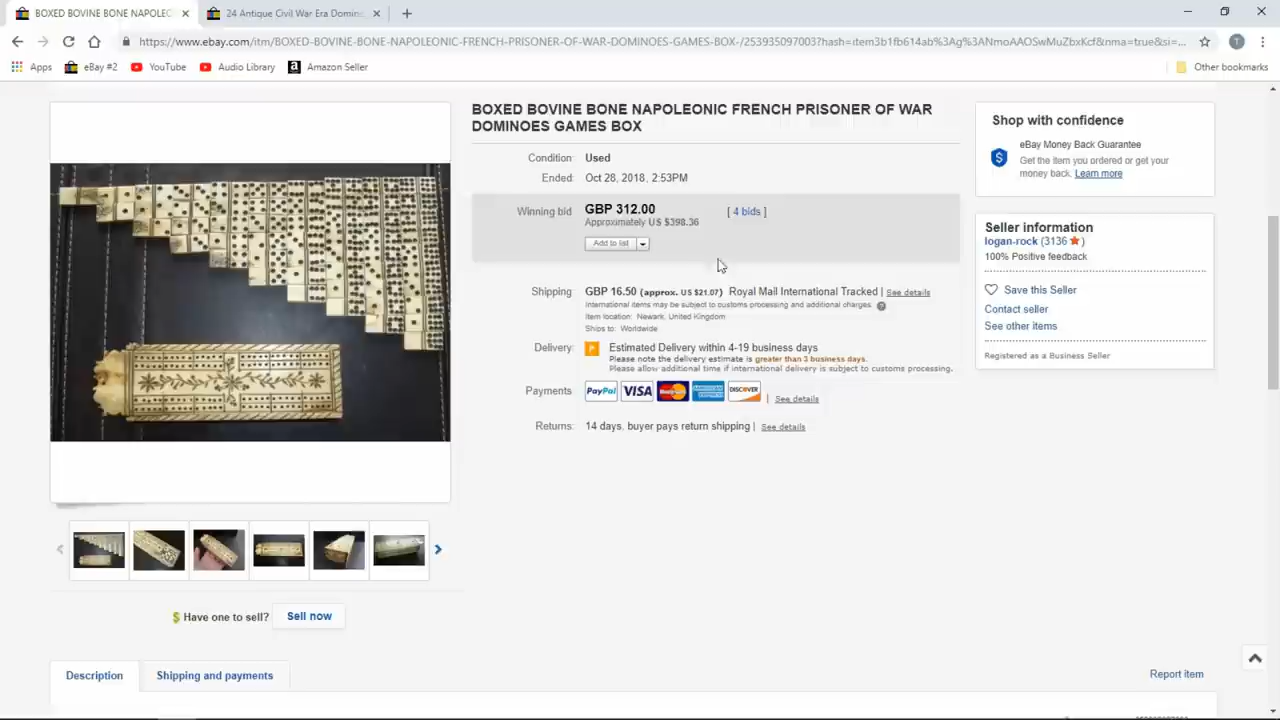 BOXED BOVINE BONE NAPOLEO
24 Antique Civil War Era Domino
https://www.ebay.com/itm/BOXED-BOVINE-BONE-NAPOLEONIC-FRENCH-PRISONER-OF-WAR-DOMINOES-GAMES-BOX-/253935097003?hash=item3b1fb614ab%3Ag%3ANmoAAOSwMuZbxKcf&nma=true&si=...
T
Apps
eBay #2
YouTube
Audio Library
a
Amazon Seller
Other bookmarks
BOXED BOVINE BONE NAPOLEONIC FRENCH PRISONER OF WAR
DOMINOES GAMES BOX
Condition: Used
Ended: Oct 28, 2018, 2:53PM
Winning bid: GBP 312.00 [ 4 bids ]
Approximately US $398.36
Add to list
Shipping: GBP 16.50 (approx. US $21.07) Royal Mail International Tracked | See details
International items may be subject to customs processing and additional charges. ?
Item location: Newark, United Kingdom
Ships to: Worldwide
Delivery: Estimated Delivery within 4-19 business days
Please note the delivery estimate is greater than 3 business days.
Please allow additional time if international delivery is subject to customs processing.
Payments: PayPal VISA MasterCard AMERICAN EXPRESS DISCOVER | See details
Returns: 14 days, buyer pays return shipping | See details
Shop with confidence
$
eBay Money Back Guarantee
Get the item you ordered or get your
money back. Learn more
Seller information
logan-rock (3136 )
100% Positive feedback
Save this Seller
Contact seller
See other items
Registered as a Business Seller
$ Have one to sell? Sell now
Description
Shipping and payments
Report item